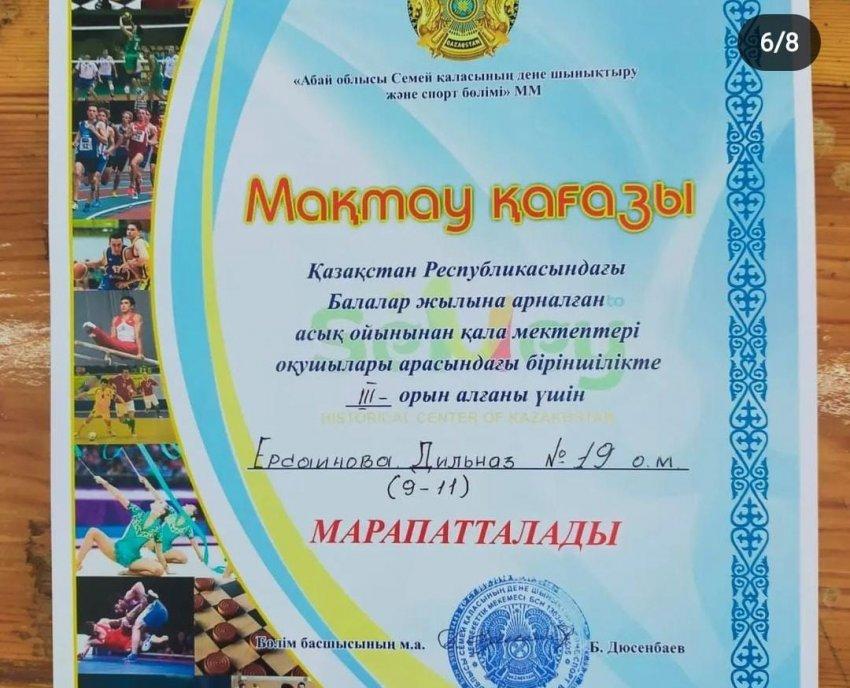 6/8
QAZAQSTAN
«Абай облысы Семей қаласының дене шынықтыру
және спорт бөлімі» ММ
Мақтау қағазы
Қазақстан Республикасындағы
Балалар жылына арналған
асық ойынынан қала мектептері
оқушылары арасындағы біріншілікте
III - орын алғаны үшін
HISTORICAL CENTER OF KAZAKHSTAN
Ерсаинова Дильназ № 19 о.м.
(9-11)
МАРАПАТТАЛАДЫ
Бөлім басшысының м.а.
Б. Дюсенбаев